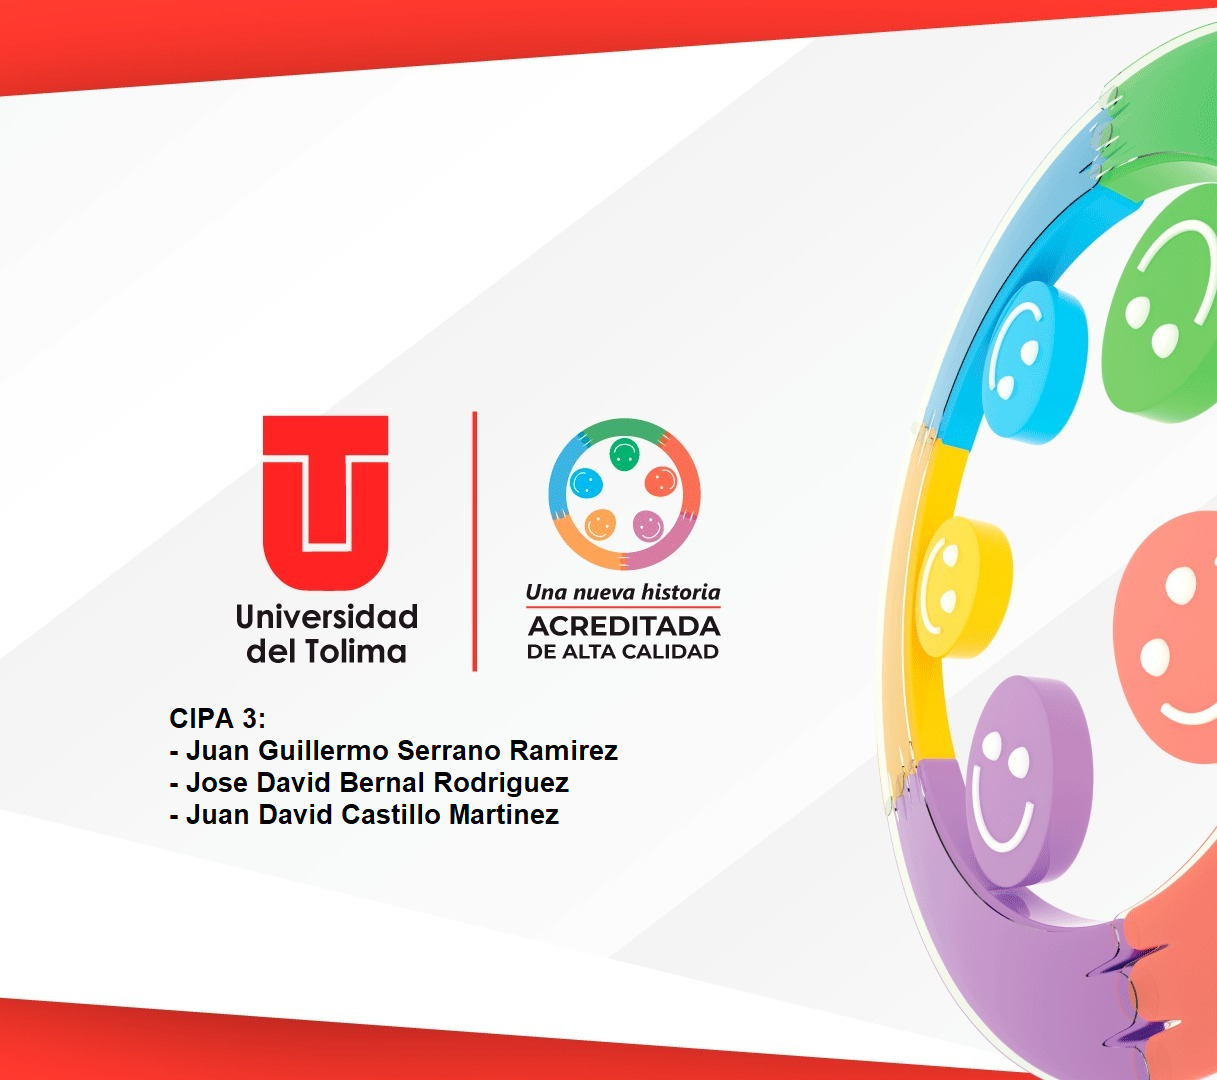 Universidad
del Tolima
Una nueva historia
ACREDITADA
DE ALTA CALIDAD
CIPA 3:
- Juan Guillermo Serrano Ramirez
- Jose David Bernal Rodriguez
- Juan David Castillo Martinez